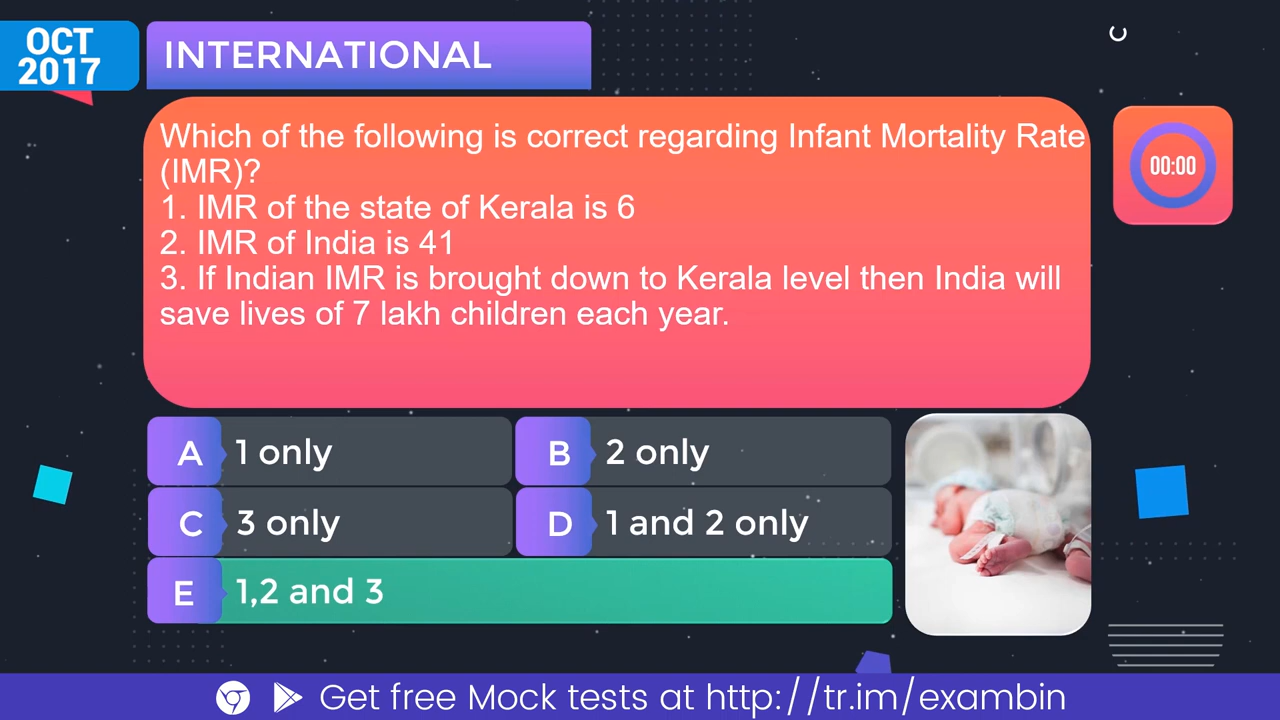 OCT
2017
INTERNATIONAL
Which of the following is correct regarding Infant Mortality Rate
(IMR)?
1. IMR of the state of Kerala is 6
2. IMR of India is 41
3. If Indian IMR is brought down to Kerala level then India will
save lives of 7 lakh children each year.
00:00
A 1 only
B 2 only
C 3 only
D 1 and 2 only
E 1,2 and 3
Get free Mock tests at http://tr.im/exambin